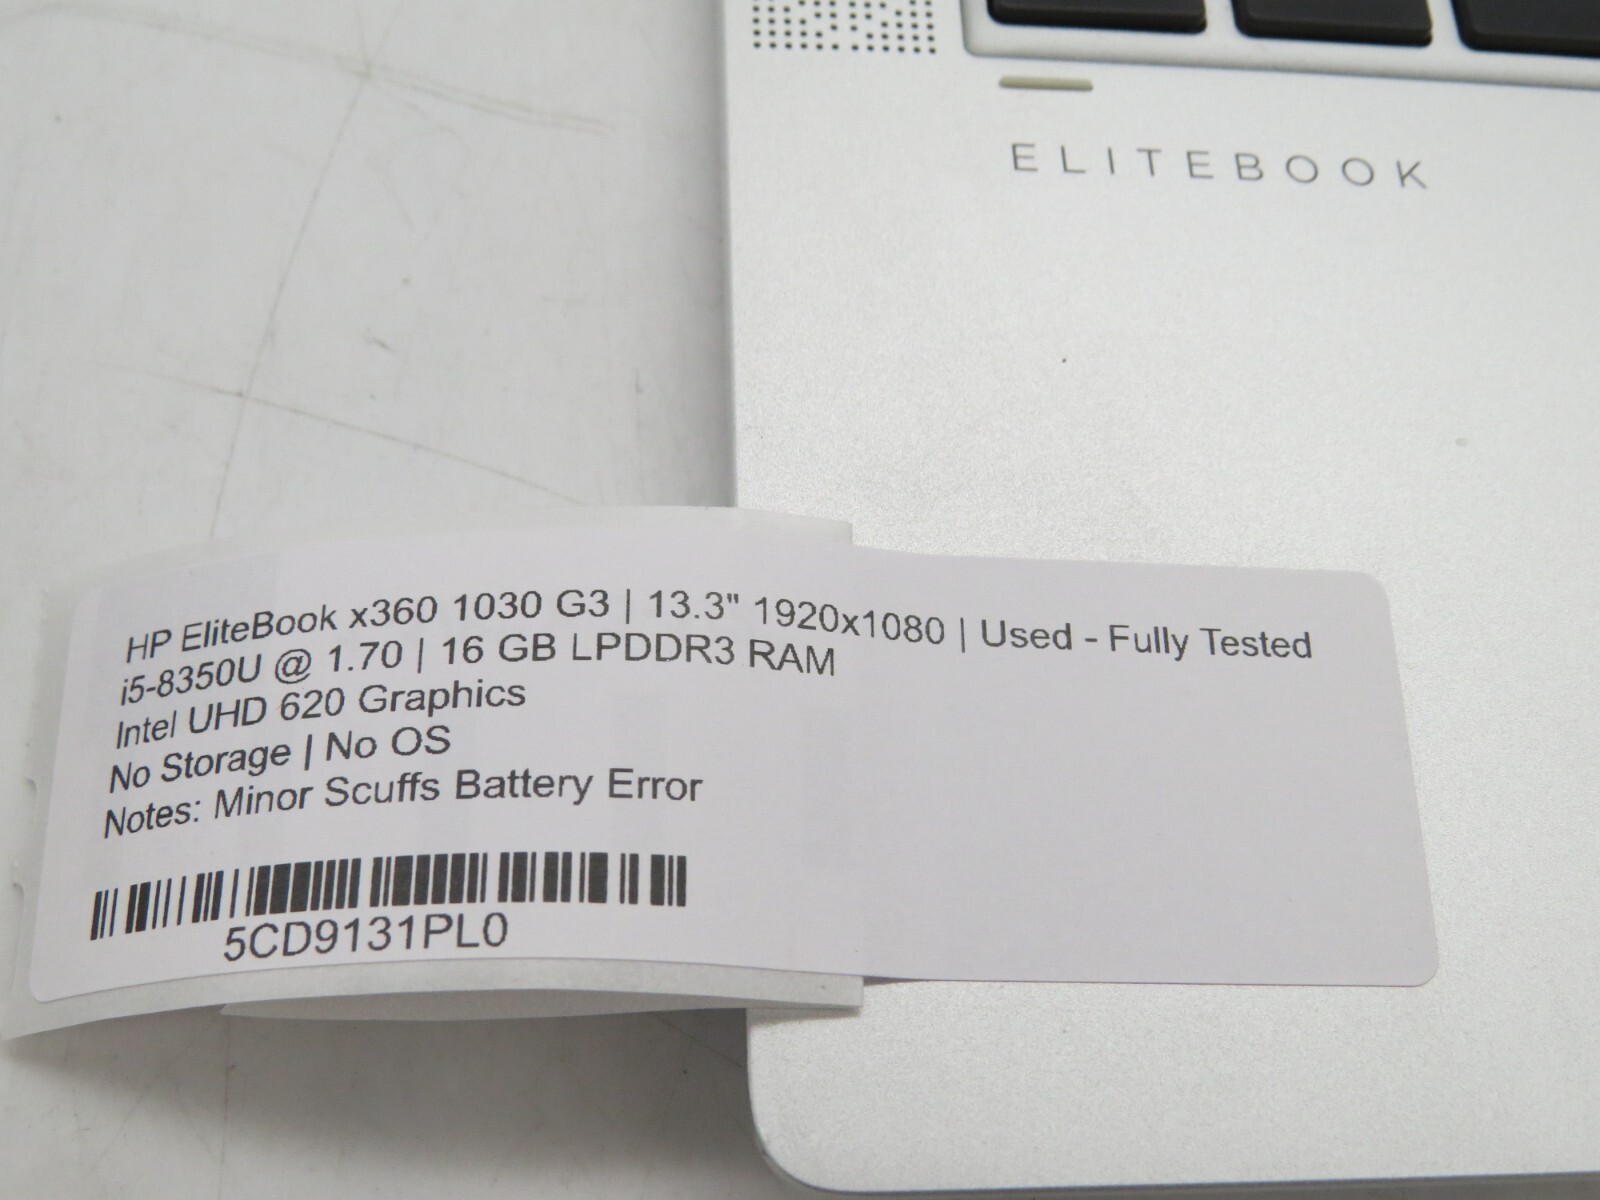 ELITEBOOK
HP EliteBook x360 1030 G3 | 13.3" 1920x1080 | Used - Fully Tested
i5-8350U @ 1.70 | 16 GB LPDDR3 RAM
Intel UHD 620 Graphics
No Storage | No OS
Notes: Minor Scuffs Battery Error
5CD9131PL0